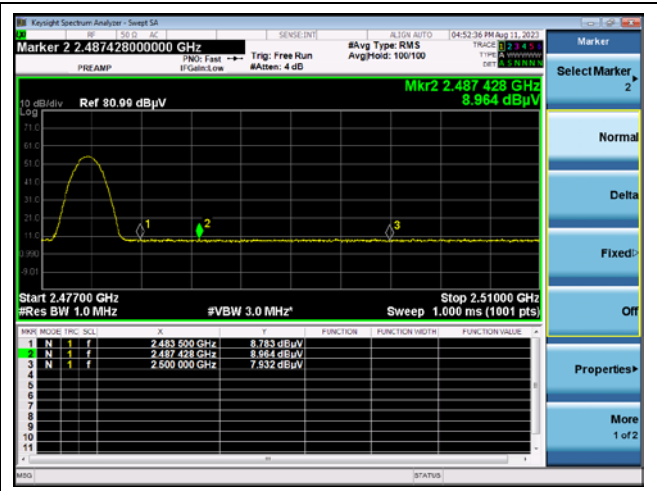 Keysight Spectrum Analyzer - Swept SA
RF 50 Ω AC SENSE:INT ALIGN AUTO 04:52:36 PM Aug 11, 2023
Marker 2 2.487428000000 GHz
PREAMP
PNO: Fast
IFGain:Low
Trig: Free Run
#Atten: 4 dB
#Avg Type: RMS
Avg|Hold: 100/100
TRACE 1 2 3 4 5 6
TYPE A WWWWW
DET A S N N N N
Mkr2 2.487 428 GHz
8.964 dBµV
10 dB/div Ref 80.99 dBµV
Log
71.0
61.0
51.0
41.0
31.0
21.0
11.0
0.990
-9.01
1
2
3
Start 2.47700 GHz Stop 2.51000 GHz
#Res BW 1.0 MHz #VBW 3.0 MHz* Sweep 1.000 ms (1001 pts)
MKR MODE TRC SCL X Y FUNCTION FUNCTION WIDTH FUNCTION VALUE
1 N 1 f 2.483 500 GHz 8.783 dBµV
2 N 1 f 2.487 428 GHz 8.964 dBµV
3 N 1 f 2.500 000 GHz 7.932 dBµV
4
5
6
7
8
9
10
11
MSG STATUS
Marker
Select Marker
2
Normal
Delta
Fixed
Off
Properties
More
1 of 2